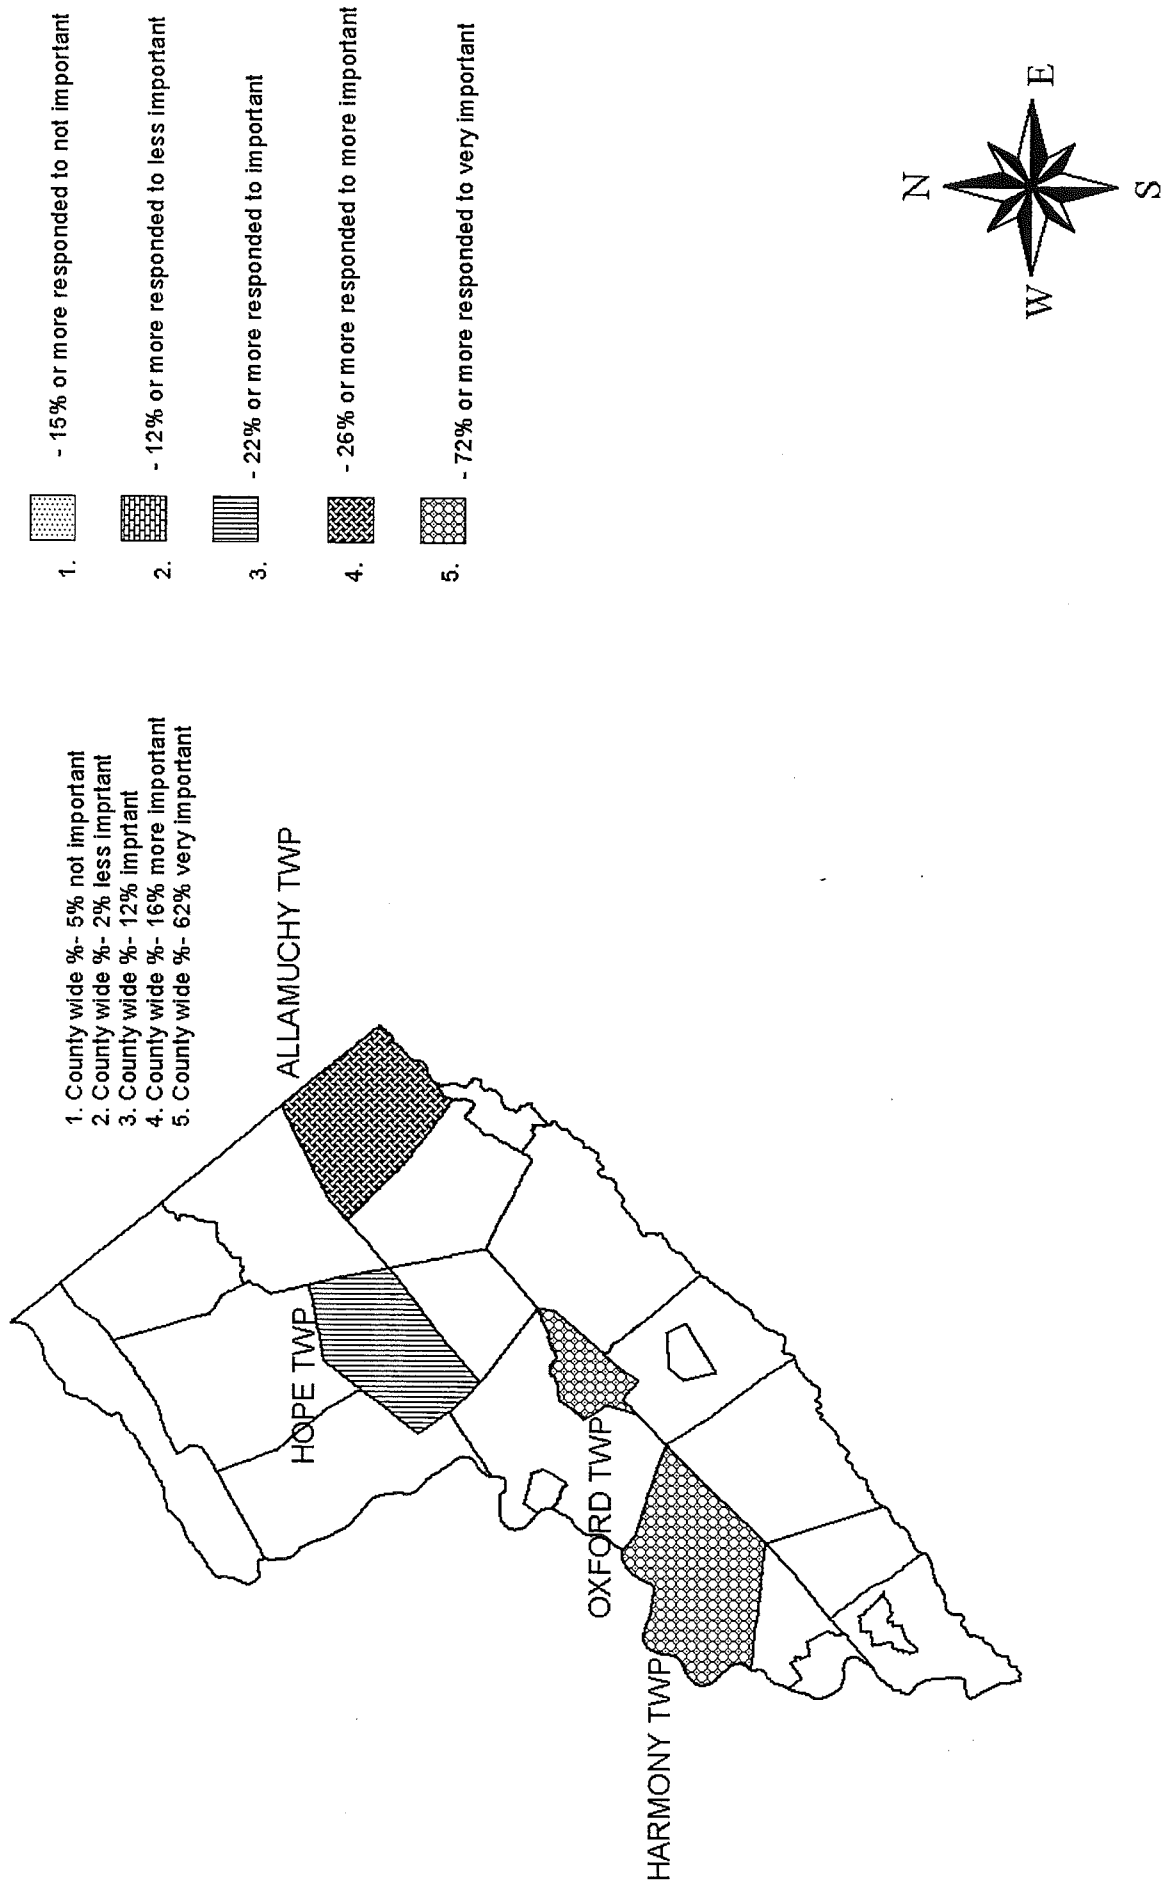 1. County wide %- 5% not important
2. County wide %- 2% less imprtant
3. County wide %- 12% imprtant
4. County wide %- 16% more important
5. County wide %- 62% very important
1. - 15% or more responded to not important
2. - 12% or more responded to less important
3. - 22% or more responded to important
4. - 26% or more responded to more important
5. - 72% or more responded to very important
ALLAMUCHY TWP
HOPE TWP
OXFORD TWP
HARMONY TWP
N
W
E
S